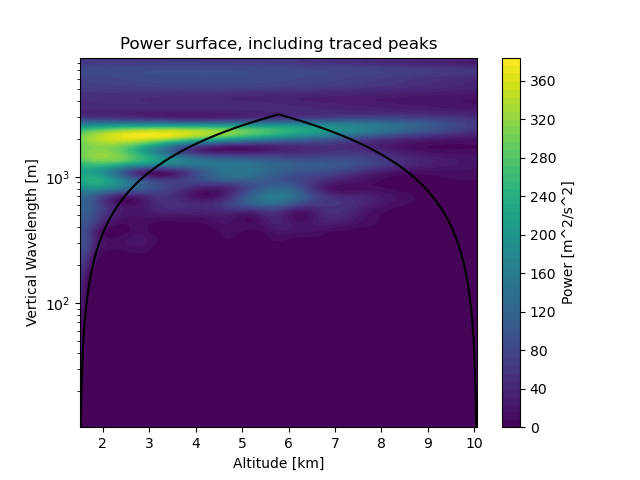 Power surface, including traced peaks
Vertical Wavelength [m]
10^3
10^2
2 3 4 5 6 7 8 9 10
Altitude [km]
360
320
280
240
200
160
120
80
40
0
Power [m^2/s^2]